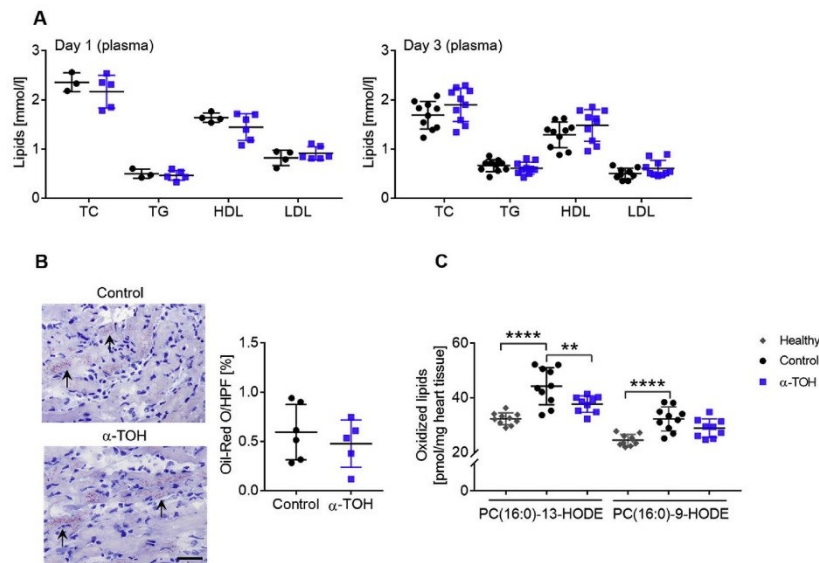 A
Day 1 (plasma)
Lipids [mmol/l]
3
2
1
0
TC TG HDL LDL
Day 3 (plasma)
Lipids [mmol/l]
3
2
1
0
TC TG HDL LDL
B
Control
α-TOH
Oil-Red O/HPF [%]
1.5
1.0
0.5
0.0
Control α-TOH
C
Oxidized lipids
[pmol/mg heart tissue]
60
40
20
0
**** ** ****
PC(16:0)-13-HODE PC(16:0)-9-HODE
Healthy
Control
α-TOH